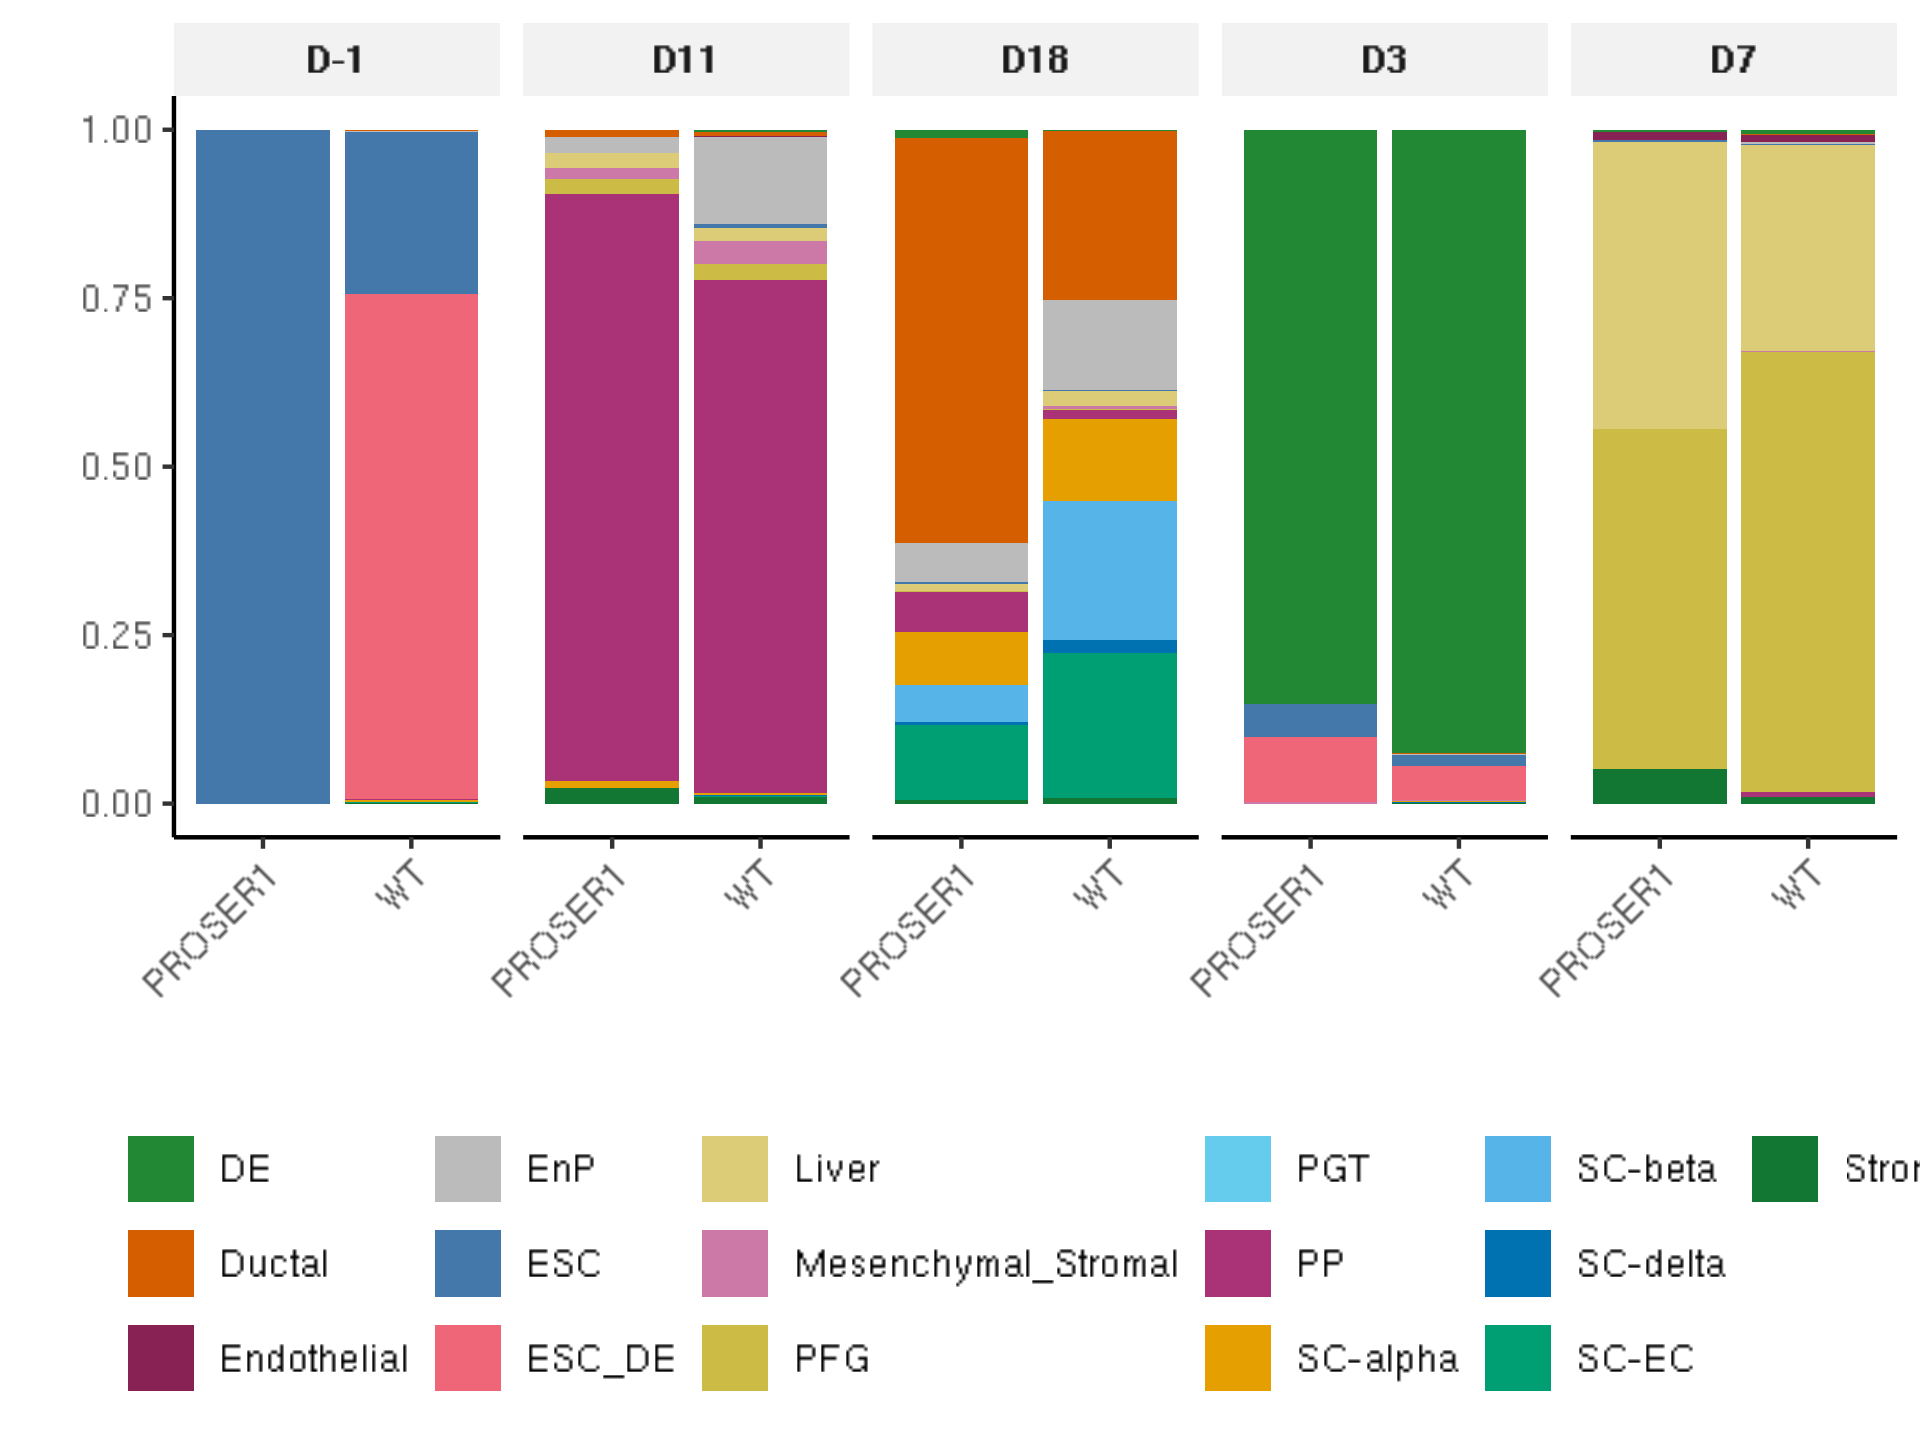 D-1 D11 D18 D3 D7
1.00
0.75
0.50
0.25
0.00
PROSER1 WT PROSER1 WT PROSER1 WT PROSER1 WT PROSER1 WT
DE EnP Liver PGT SC-beta
Ductal ESC Mesenchymal_Stromal PP SC-delta
Endothelial ESC_DE PFG SC-alpha SC-EC